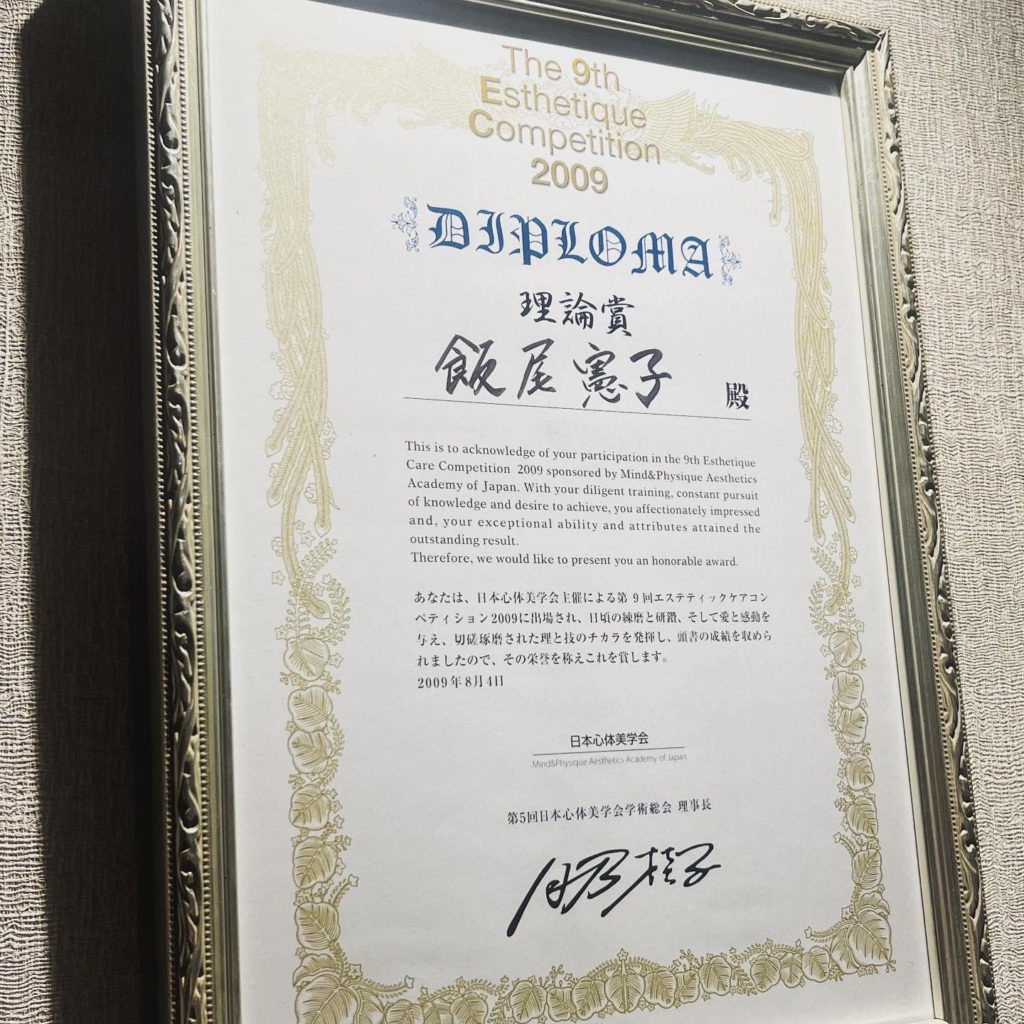 The 9th
Esthetique
Competition
2009
DIPLOMA
理論賞
飯尾憲子 殿
This is to acknowledge of your participation in the 9th Esthetique
Care Competition 2009 sponsored by Mind&Physique Aesthetics
Academy of Japan. With your diligent training, constant pursuit
of knowledge and desire to achieve, you affectionately impressed
and, your exceptional ability and attributes attained the
outstanding result.
Therefore, we would like to present you an honorable award.
あなたは、日本心体美学会主催による第9回エステティックケアコン
ペティション2009に出場され、日頃の練磨と研鑽、そして愛と感動を
与え、切磋琢磨された理と技のチカラを発揮し、頭書の成績を収めら
れましたので、その栄誉を称えこれを賞します。
2009年8月4日
日本心体美学会
Mind&Physique Aesthetics Academy of Japan
第5回日本心体美学会学術総会 理事長